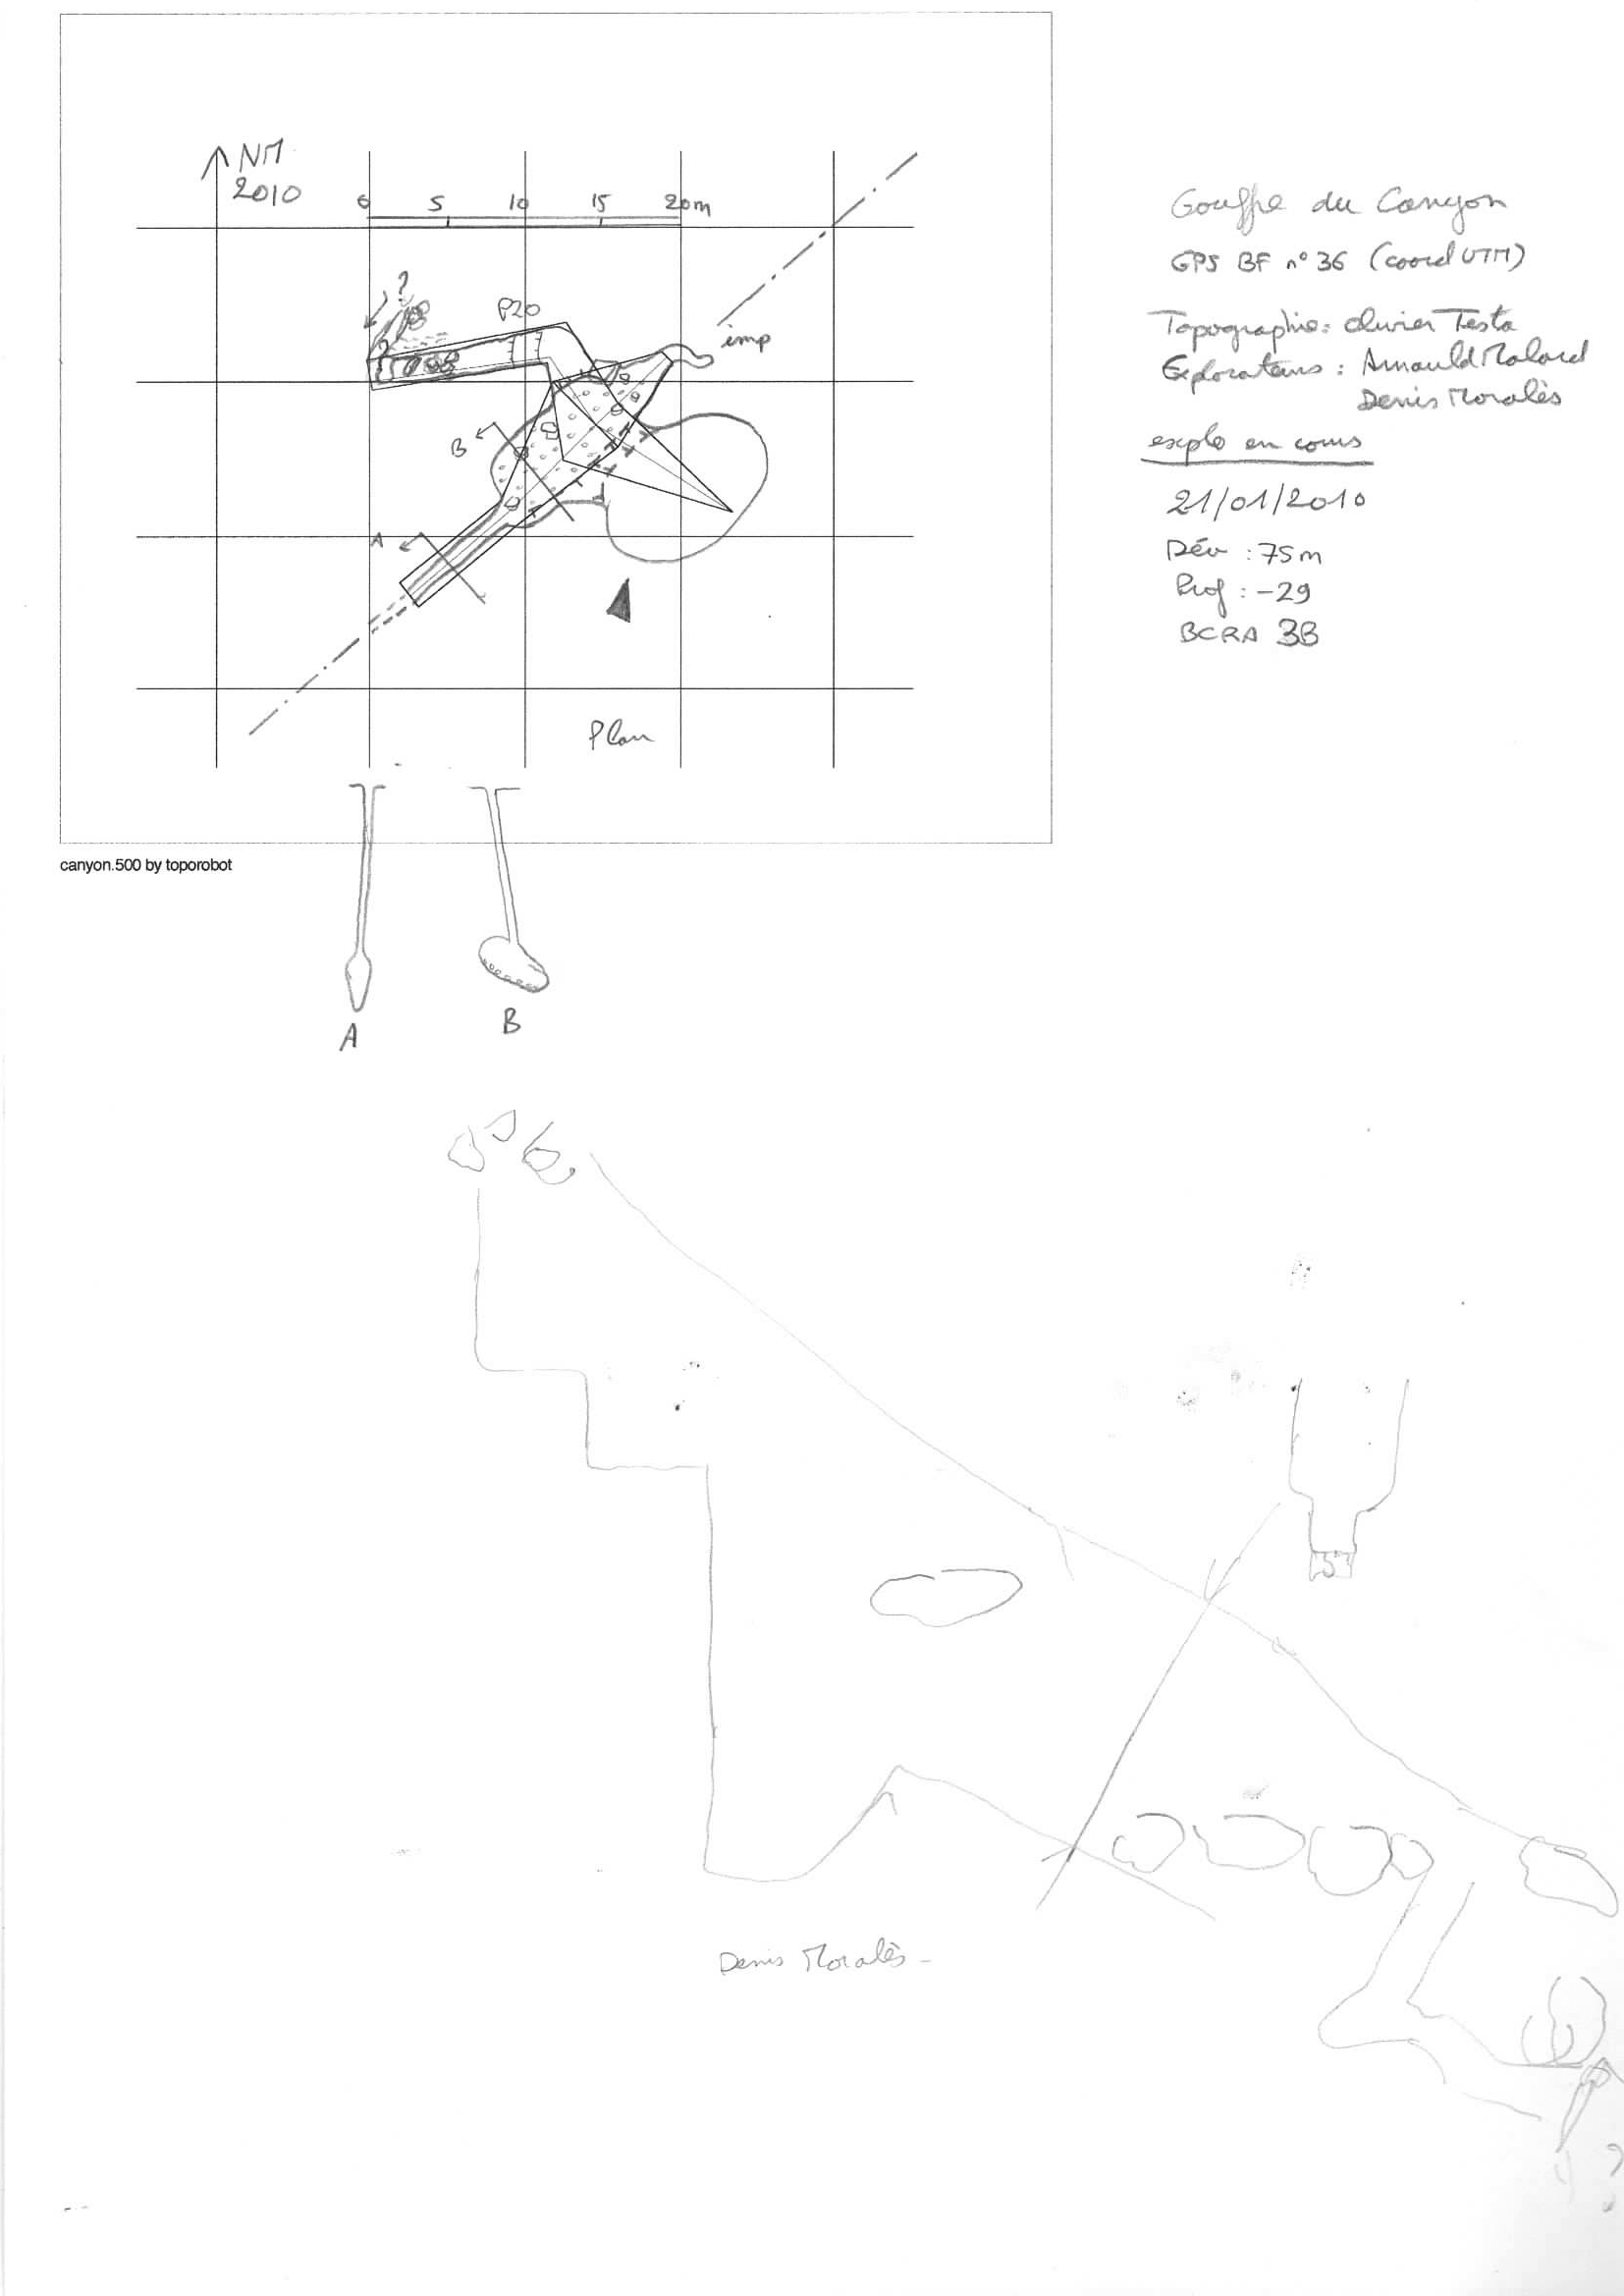 NM
2010
0 5 10 15 20m
?
P20
?
imp
B
A
Plan
canyon.500 by toporobot
A
B
Gouffre du Canyon
GPS BF n° 36 (coord UTM)
Topographie: Olivier Testa
Explorateurs : Arnauld Malard
Denis Moralès
explo en cours
21/01/2010
Dév : 75m
Prof : -29
BCRA 3B
Denis Moralès -
?